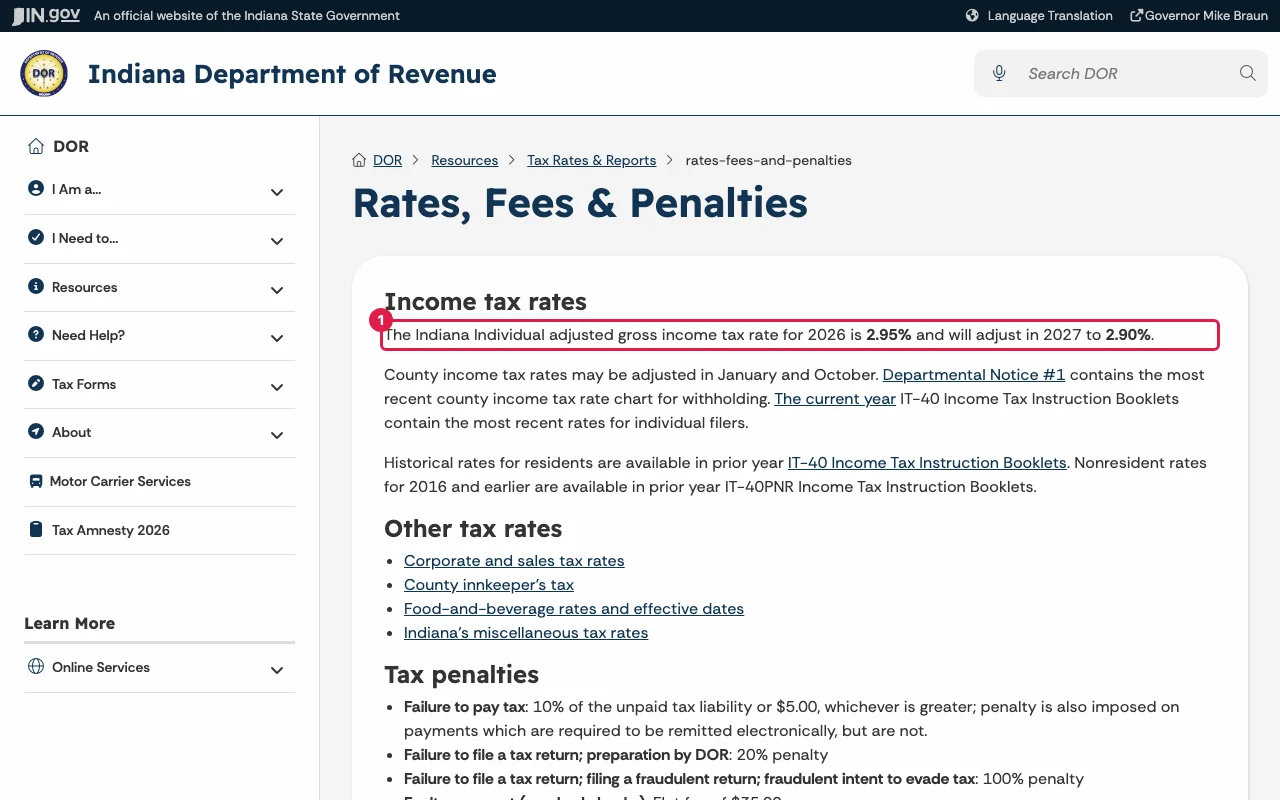 IN.gov An official website of the Indiana State Government Language Translation Governor Mike Braun
DOR Indiana Department of Revenue Search DOR
DOR
I Am a...
I Need to...
Resources
Need Help?
Tax Forms
About
Motor Carrier Services
Tax Amnesty 2026
Learn More
Online Services
DOR > Resources > Tax Rates & Reports > rates-fees-and-penalties
Rates, Fees & Penalties
Income tax rates
1
The Indiana Individual adjusted gross income tax rate for 2026 is 2.95% and will adjust in 2027 to 2.90%.
County income tax rates may be adjusted in January and October. Departmental Notice #1 contains the most
recent county income tax rate chart for withholding. The current year IT-40 Income Tax Instruction Booklets
contain the most recent rates for individual filers.
Historical rates for residents are available in prior year IT-40 Income Tax Instruction Booklets. Nonresident rates
for 2016 and earlier are available in prior year IT-40PNR Income Tax Instruction Booklets.
Other tax rates
• Corporate and sales tax rates
• County innkeeper's tax
• Food-and-beverage rates and effective dates
• Indiana's miscellaneous tax rates
Tax penalties
• Failure to pay tax: 10% of the unpaid tax liability or $5.00, whichever is greater; penalty is also imposed on
payments which are required to be remitted electronically, but are not.
• Failure to file a tax return; preparation by DOR: 20% penalty
• Failure to file a tax return; filing a fraudulent return; fraudulent intent to evade tax: 100% penalty